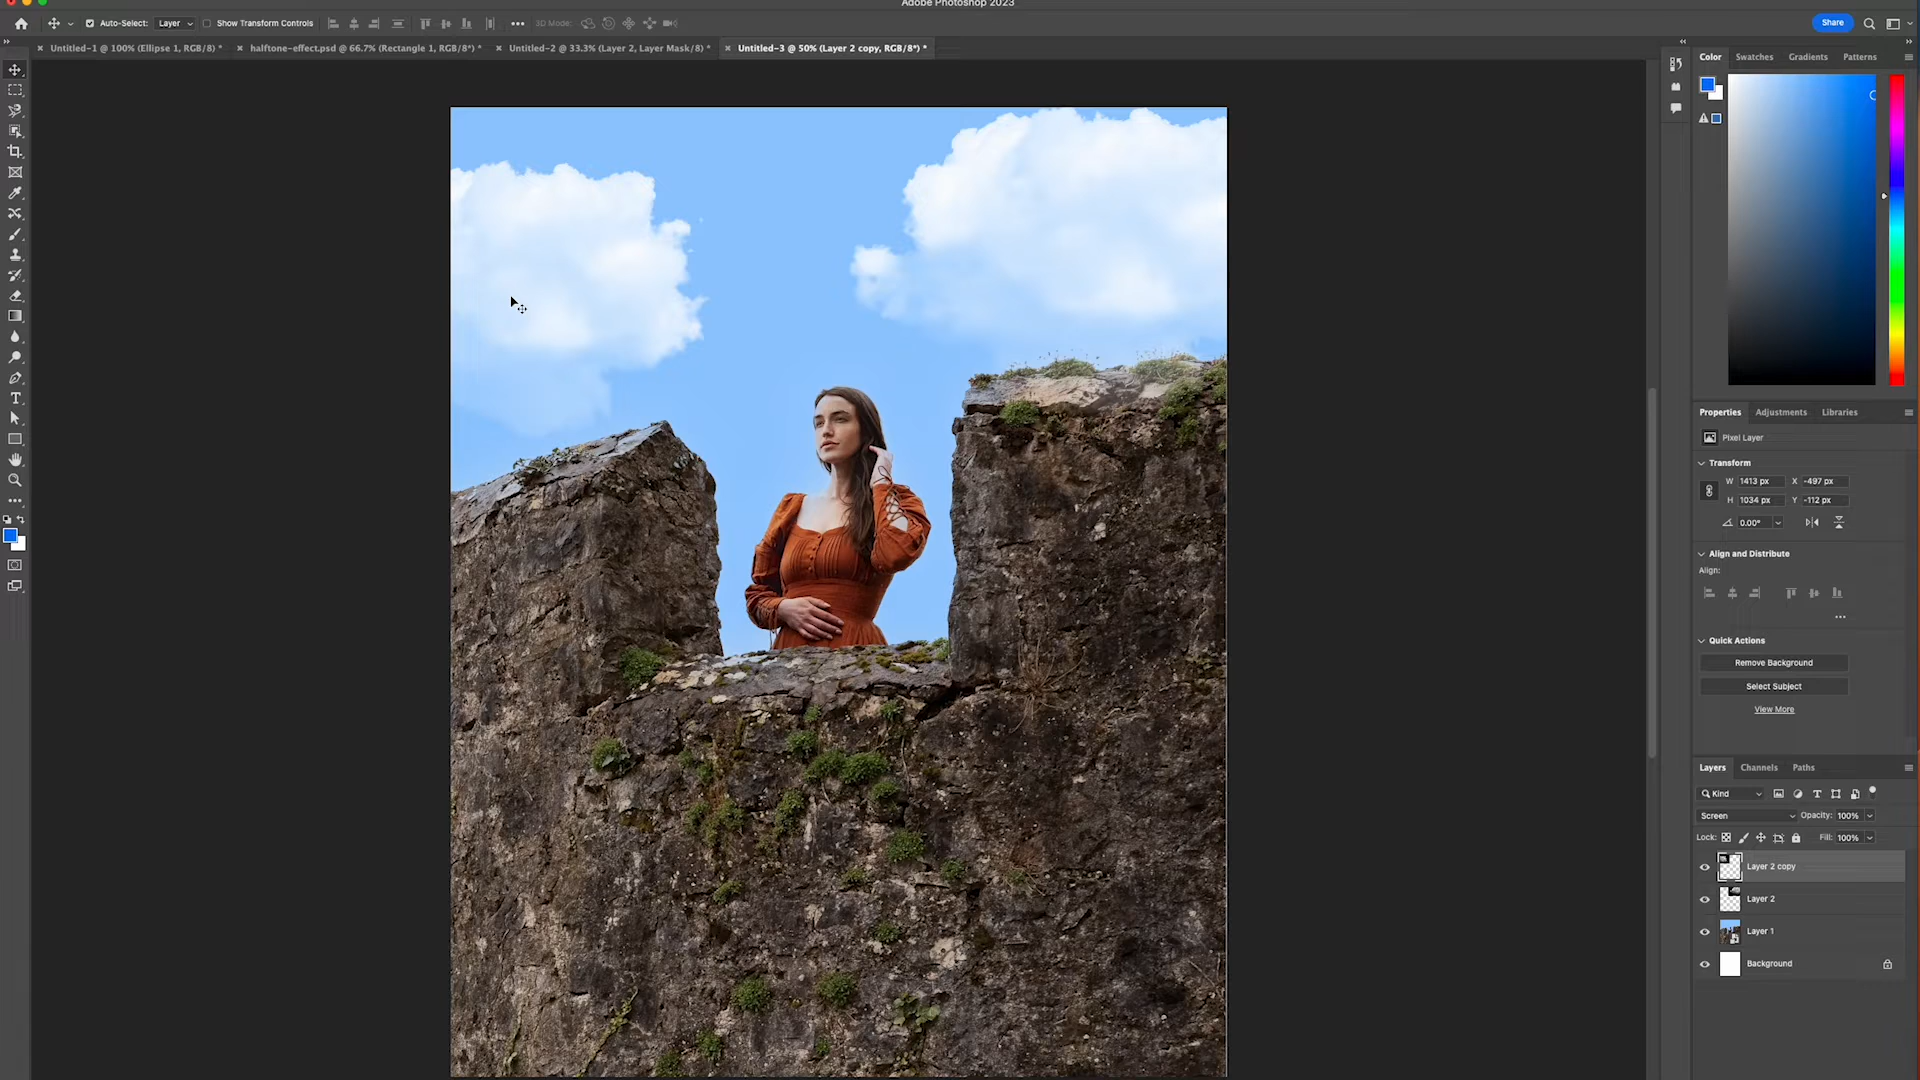 Adobe Photoshop 2023
Auto-Select: Layer Show Transform Controls ••• 3D Mode: Share
Untitled-1 @ 100% (Ellipse 1, RGB/8) * halftone-effect.psd @ 66.7% (Rectangle 1, RGB/8*) * Untitled-2 @ 33.3% (Layer 2, Layer Mask/8) * Untitled-3 @ 50% (Layer 2 copy, RGB/8*) *
Color Swatches Gradients Patterns
Properties Adjustments Libraries
Pixel Layer
Transform
W 1413 px X -497 px
H 1034 px Y -112 px
0.00°
Align and Distribute
Align:
Quick Actions
Remove Background
Select Subject
View More
Layers Channels Paths
Kind
Screen Opacity: 100%
Lock: Fill: 100%
Layer 2 copy
Layer 2
Layer 1
Background